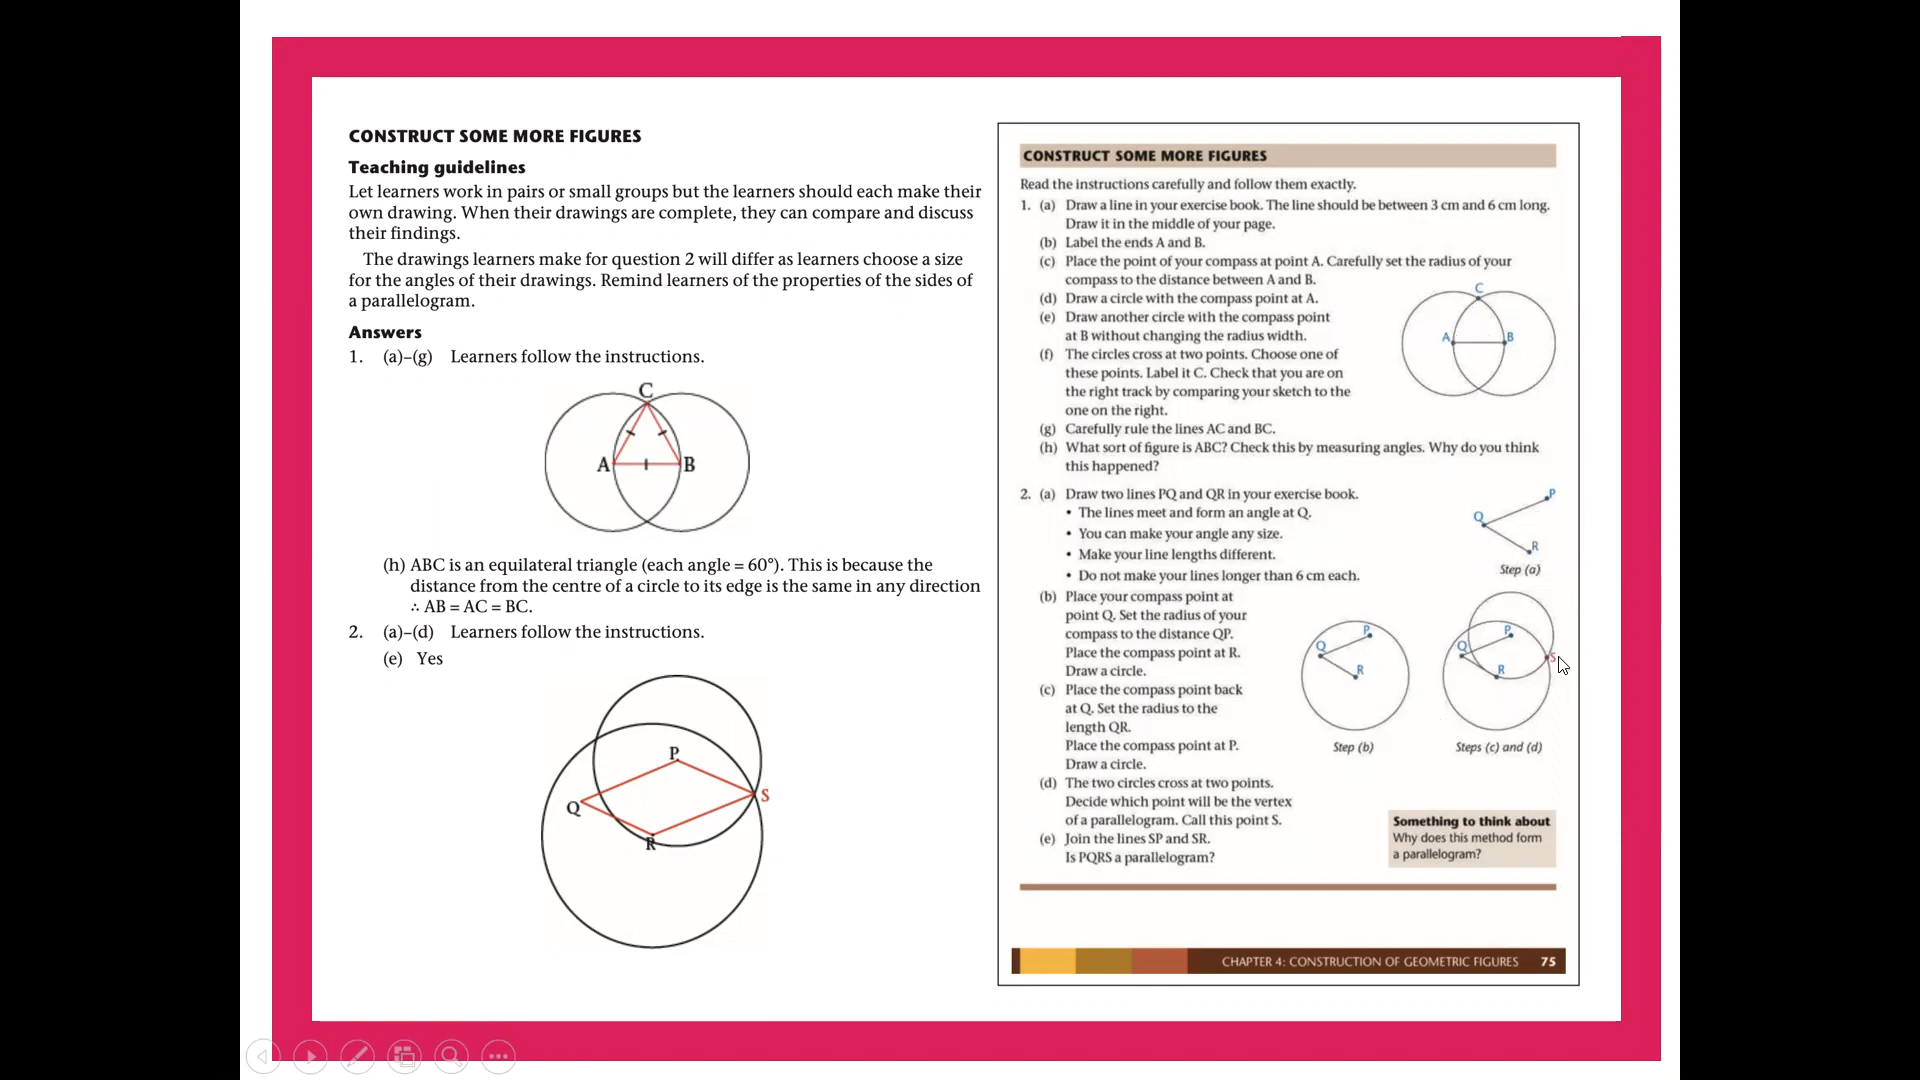 CONSTRUCT SOME MORE FIGURES
Teaching guidelines
Let learners work in pairs or small groups but the learners should each make their
own drawing. When their drawings are complete, they can compare and discuss
their findings.
The drawings learners make for question 2 will differ as learners choose a size
for the angles of their drawings. Remind learners of the properties of the sides of
a parallelogram.
Answers
1. (a)–(g) Learners follow the instructions.
C
A
B
(h) ABC is an equilateral triangle (each angle = 60°). This is because the
distance from the centre of a circle to its edge is the same in any direction
∴ AB = AC = BC.
2. (a)–(d) Learners follow the instructions.
(e) Yes
P
Q
S
R
CONSTRUCT SOME MORE FIGURES
Read the instructions carefully and follow them exactly.
1. (a) Draw a line in your exercise book. The line should be between 3 cm and 6 cm long.
Draw it in the middle of your page.
(b) Label the ends A and B.
(c) Place the point of your compass at point A. Carefully set the radius of your
compass to the distance between A and B.
(d) Draw a circle with the compass point at A.
(e) Draw another circle with the compass point
at B without changing the radius width.
(f) The circles cross at two points. Choose one of
these points. Label it C. Check that you are on
the right track by comparing your sketch to the
one on the right.
C
A
B
(g) Carefully rule the lines AC and BC.
(h) What sort of figure is ABC? Check this by measuring angles. Why do you think
this happened?
2. (a) Draw two lines PQ and QR in your exercise book.
• The lines meet and form an angle at Q.
• You can make your angle any size.
• Make your line lengths different.
• Do not make your lines longer than 6 cm each.
P
Q
R
Step (a)
(b) Place your compass point at
point Q. Set the radius of your
compass to the distance QP.
Place the compass point at R.
Draw a circle.
(c) Place the compass point back
at Q. Set the radius to the
length QR.
Place the compass point at P.
Draw a circle.
P
Q
R
Step (b)
P
Q
S
R
Steps (c) and (d)
(d) The two circles cross at two points.
Decide which point will be the vertex
of a parallelogram. Call this point S.
(e) Join the lines SP and SR.
Is PQRS a parallelogram?
Something to think about
Why does this method form
a parallelogram?
CHAPTER 4: CONSTRUCTION OF GEOMETRIC FIGURES 75